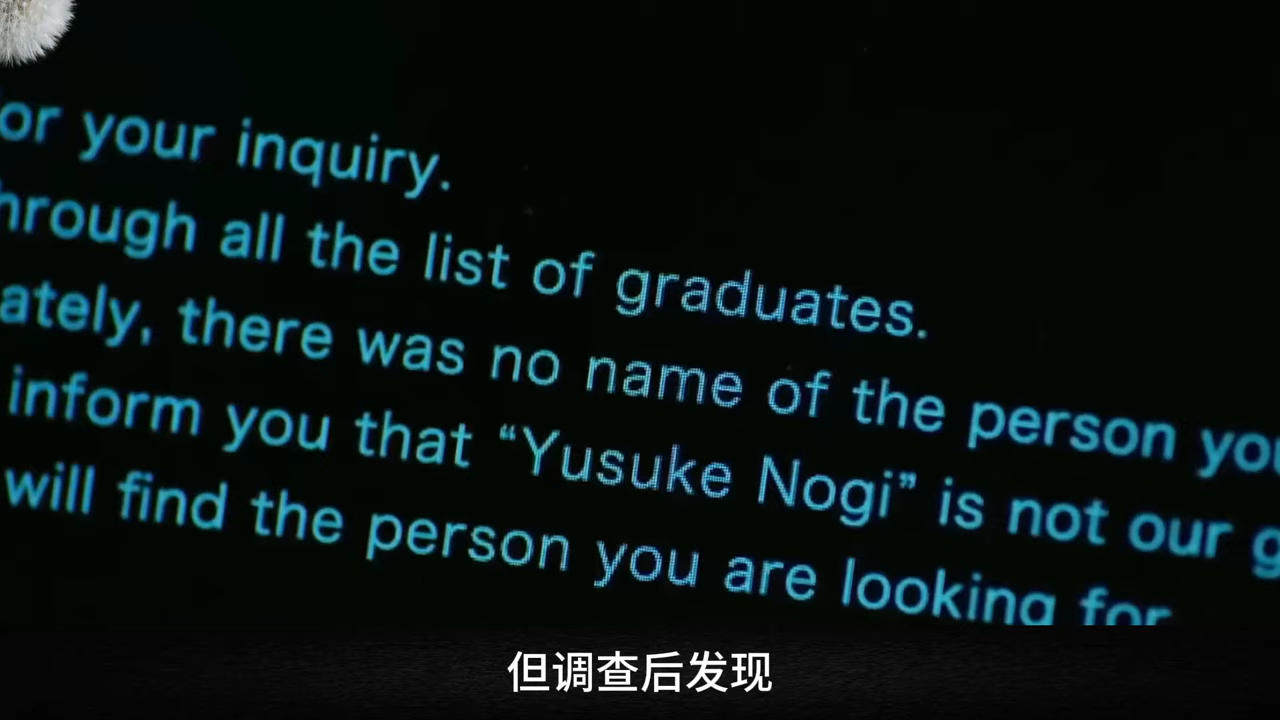 or your inquiry.
hrough all the list of graduates.
ately, there was no name of the person you
inform you that “Yusuke Nogi” is not our g
will find the person you are looking for
但调查后发现